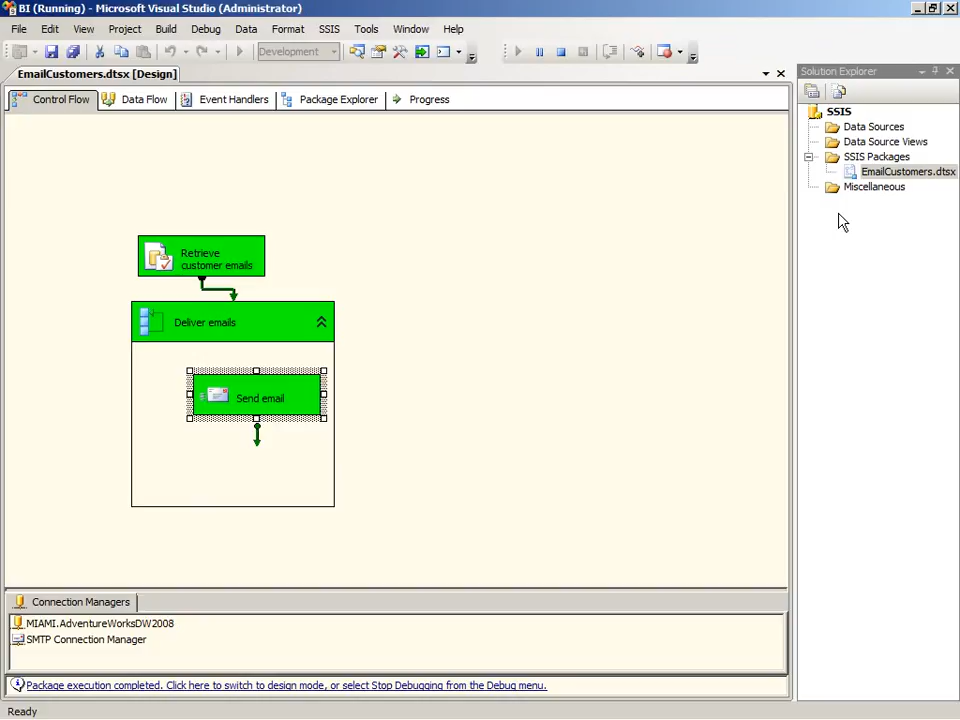 BI (Running) - Microsoft Visual Studio (Administrator)
File Edit View Project Build Debug Data Format SSIS Tools Window Help
Development
EmailCustomers.dtsx [Design]
Solution Explorer
Control Flow Data Flow Event Handlers Package Explorer Progress
SSIS
Data Sources
Data Source Views
SSIS Packages
EmailCustomers.dtsx
Miscellaneous
Retrieve
customer emails
Deliver emails
Send email
Connection Managers
MIAMI.AdventureWorksDW2008
SMTP Connection Manager
Package execution completed. Click here to switch to design mode, or select Stop Debugging from the Debug menu.
Ready